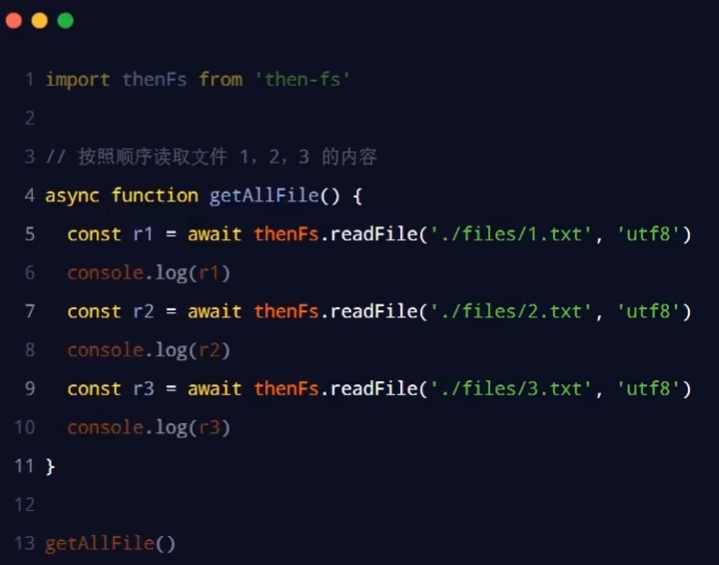 1 import thenFs from 'then-fs'
2
3 // 按照顺序读取文件 1，2，3 的内容
4 async function getAllFile() {
5   const r1 = await thenFs.readFile('./files/1.txt', 'utf8')
6   console.log(r1)
7   const r2 = await thenFs.readFile('./files/2.txt', 'utf8')
8   console.log(r2)
9   const r3 = await thenFs.readFile('./files/3.txt', 'utf8')
10   console.log(r3)
11 }
12
13 getAllFile()